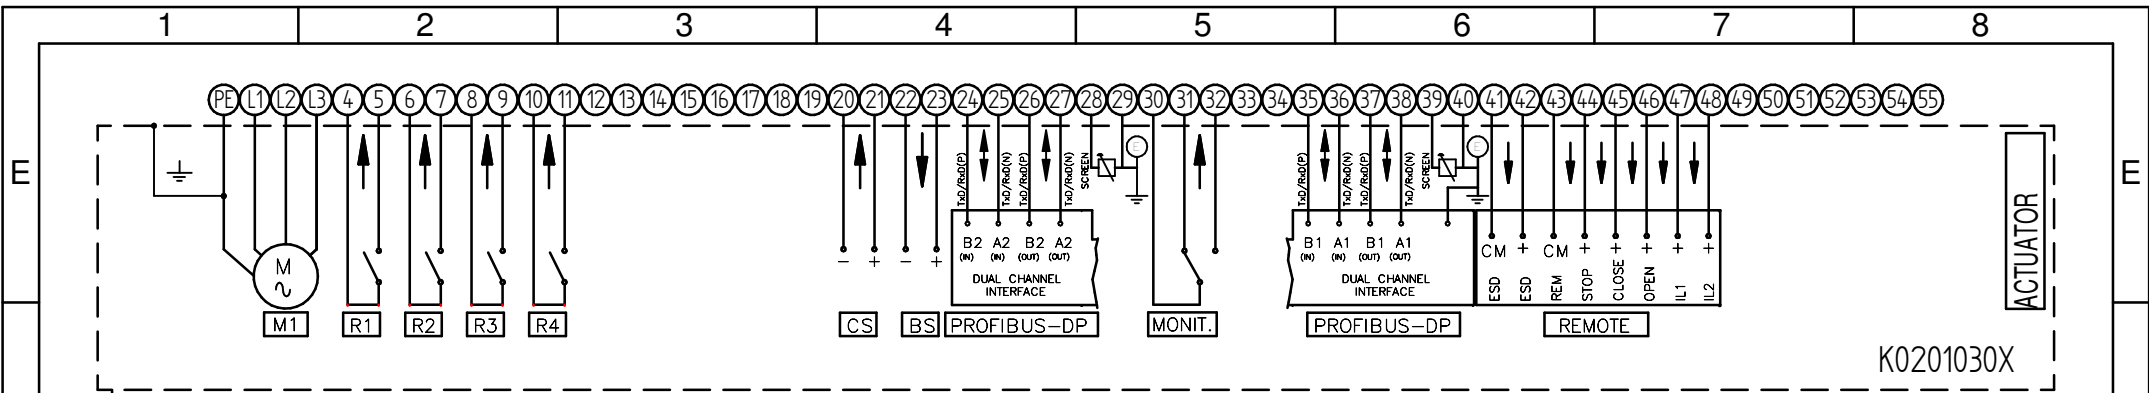 1 2 3 4 5 6 7 8
PE L1 L2 L3 4 5 6 7 8 9 10 11 12 13 14 15 16 17 18 19 20 21 22 23 24 25 26 27 28 29 30 31 32 33 34 35 36 37 38 39 40 41 42 43 44 45 46 47 48 49 50 51 52 53 54 55
E E
E E
TxD/RxD(P) TxD/RxD(N) TxD/RxD(P) TxD/RxD(N) SCREEN TxD/RxD(P) TxD/RxD(N) TxD/RxD(P) TxD/RxD(N) SCREEN
B2 A2 B2 A2 B1 A1 B1 A1 CM + CM + + + + +
(IN) (IN) (OUT) (OUT) (IN) (IN) (OUT) (OUT)
− + − +
M
DUAL CHANNEL
INTERFACE
DUAL CHANNEL
INTERFACE
ESD ESD REM STOP CLOSE OPEN IL1 IL2
ACTUATOR
M1 R1 R2 R3 R4 CS BS PROFIBUS-DP MONIT. PROFIBUS-DP REMOTE
K0201030X